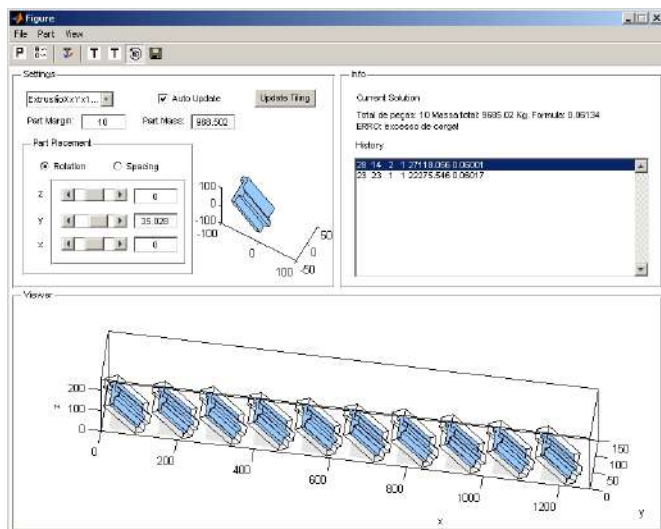 Figure
File Part View
P T T
Settings
ExtrusãoXxYx1...
Auto Update
Update Tiling
Part Margin: 10 Part Mass: 968.502
Part Placement
Rotation Spacing
Z 0
Y 35.028
X 0
100
0
-100
-100
0
100
-50
50
Info
Current Solution
Total de peças: 10 Massa total: 9685.02 Kg. Formula: 0.06134
ERRO: excesso de carga!
History
28 14 2 1 27118.056 0.06001
23 23 1 1 22275.546 0.06017
Viewer
200
100
0
z
0
200
400
600
800
1000
1200
x
150
100
50
0
y